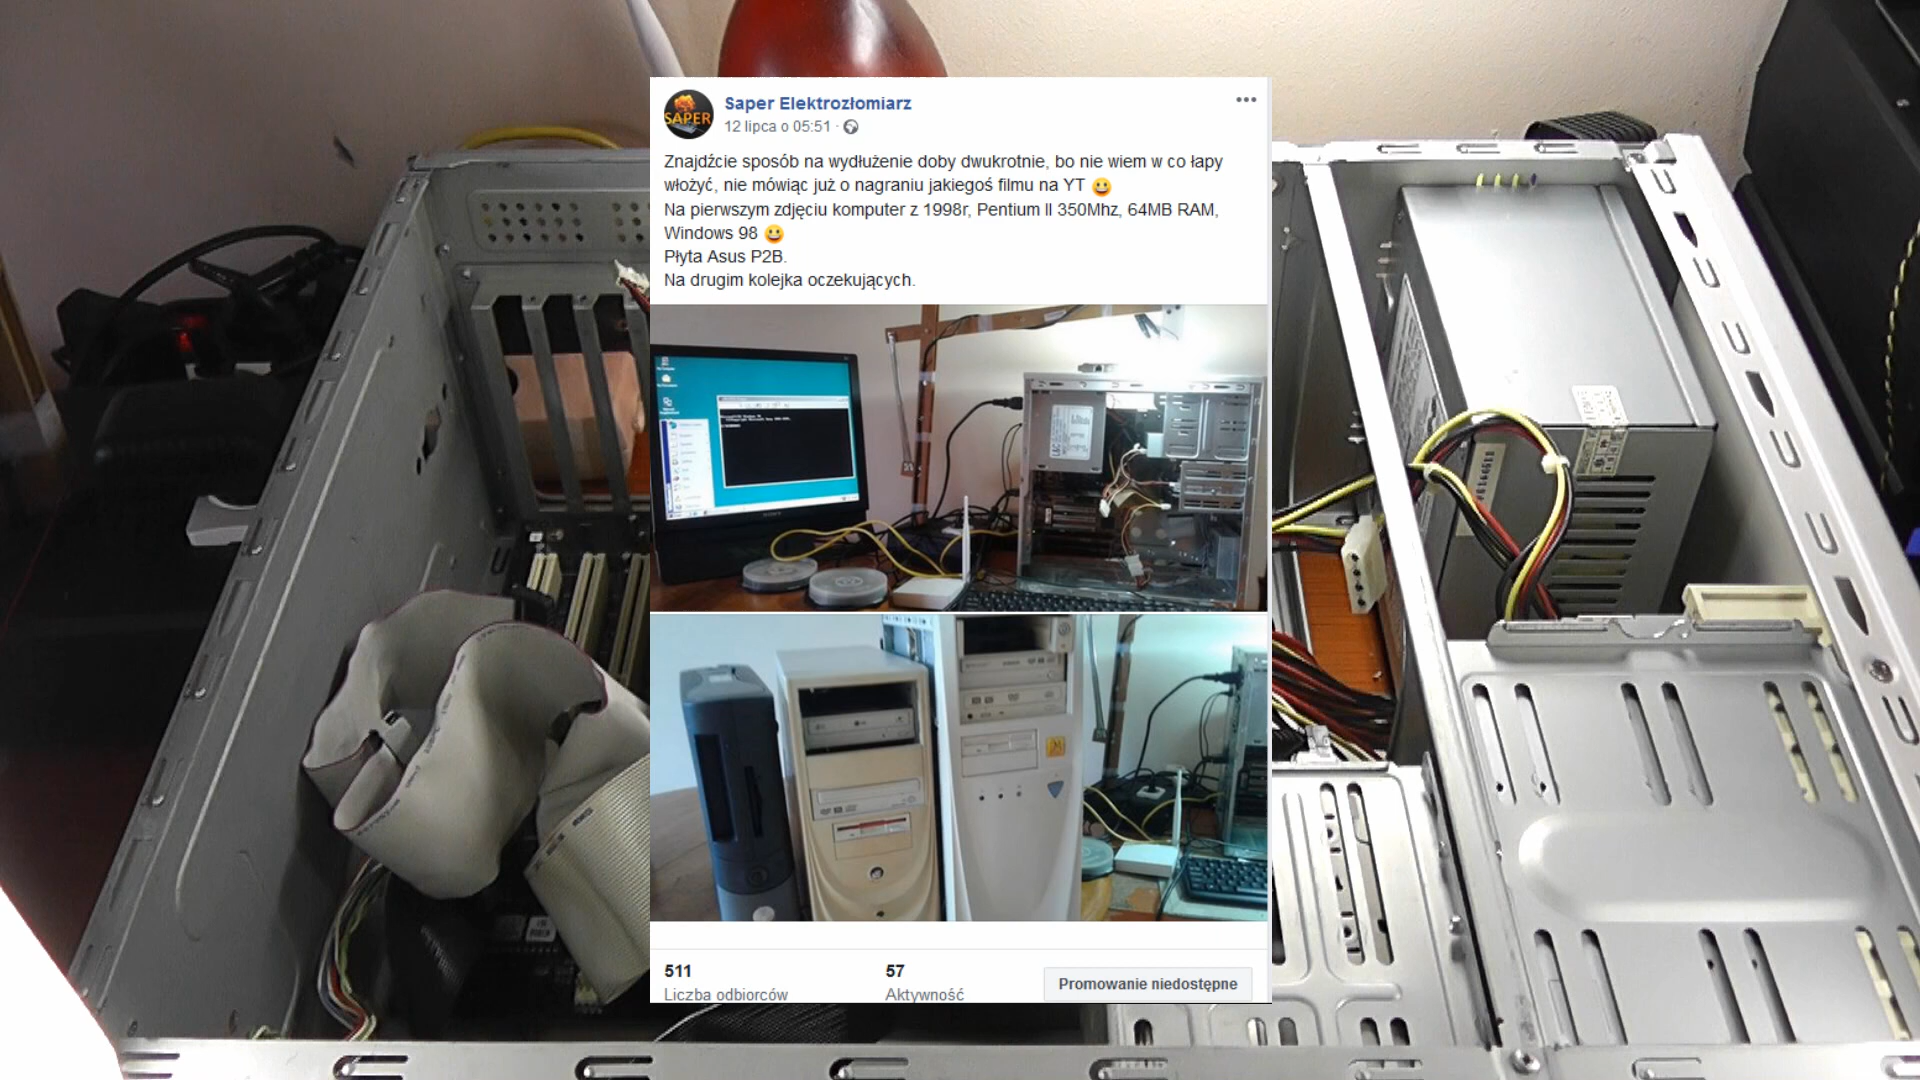 SAPER
Saper Elektrozłomiarz
12 lipca o 05:51 ·
Znajdźcie sposób na wydłużenie doby dwukrotnie, bo nie wiem w co łapy
włożyć, nie mówiąc już o nagraniu jakiegoś filmu na YT 😀
Na pierwszym zdjęciu komputer z 1998r, Pentium II 350Mhz, 64MB RAM,
Windows 98 😀
Płyta Asus P2B.
Na drugim kolejka oczekujących.
511
Liczba odbiorców
57
Aktywność
Promowanie niedostępne